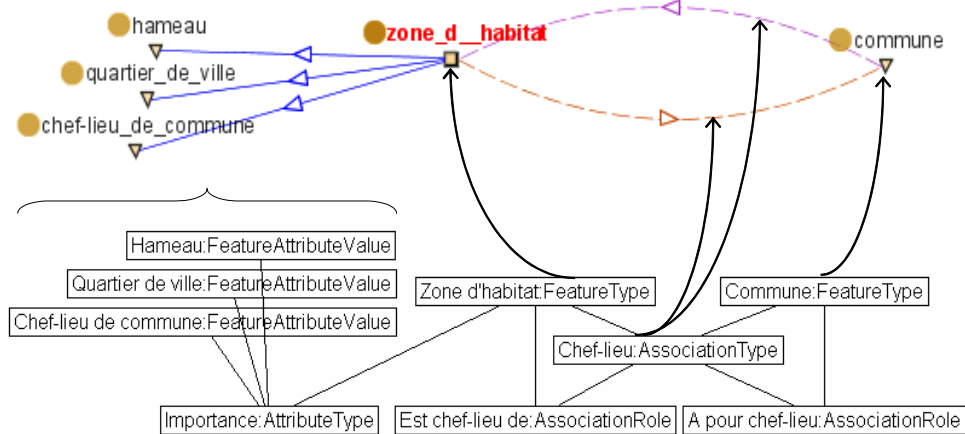 hameau
zone_d__habitat
commune
quartier_de_ville
chef-lieu_de_commune
Hameau:FeatureAttributeValue
Quartier de ville:FeatureAttributeValue
Zone d'habitat:FeatureType
Commune:FeatureType
Chef-lieu de commune:FeatureAttributeValue
Chef-lieu:AssociationType
Importance:AttributeType
Est chef-lieu de:AssociationRole
A pour chef-lieu:AssociationRole